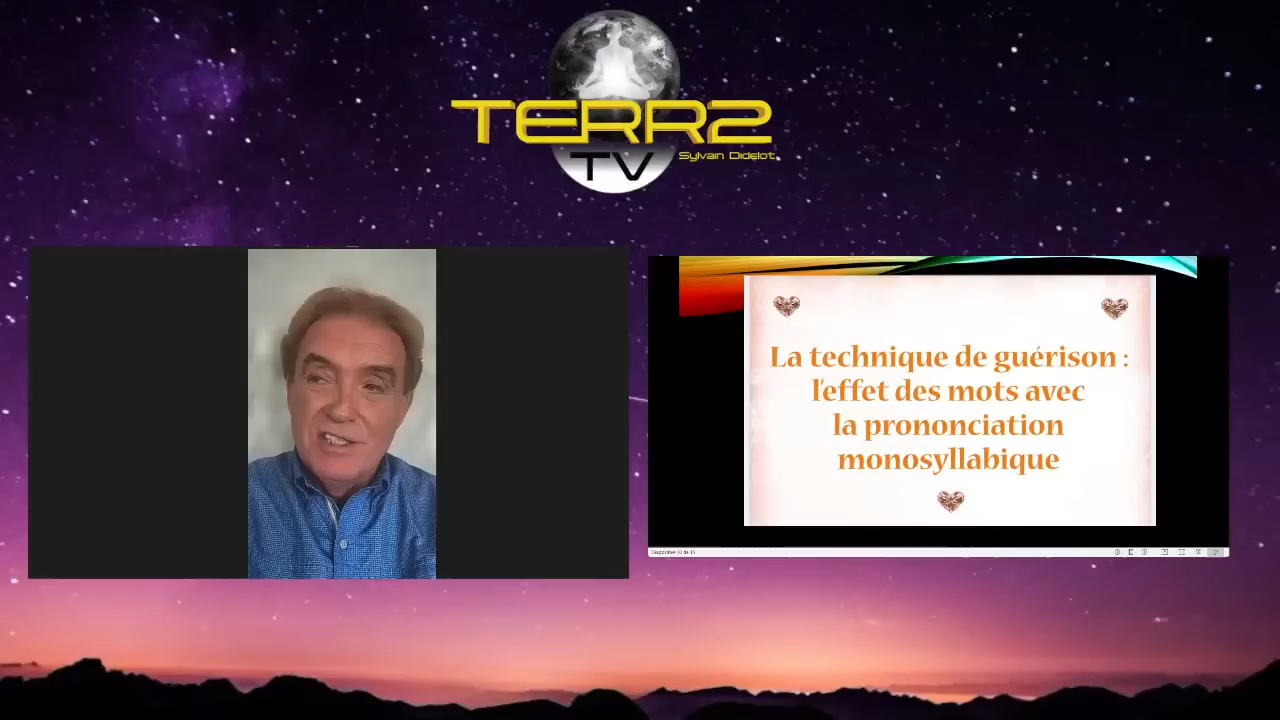 TERR2
TV
Sylvain Didelot
La technique de guérison :
l'effet des mots avec
la prononciation
monosyllabique